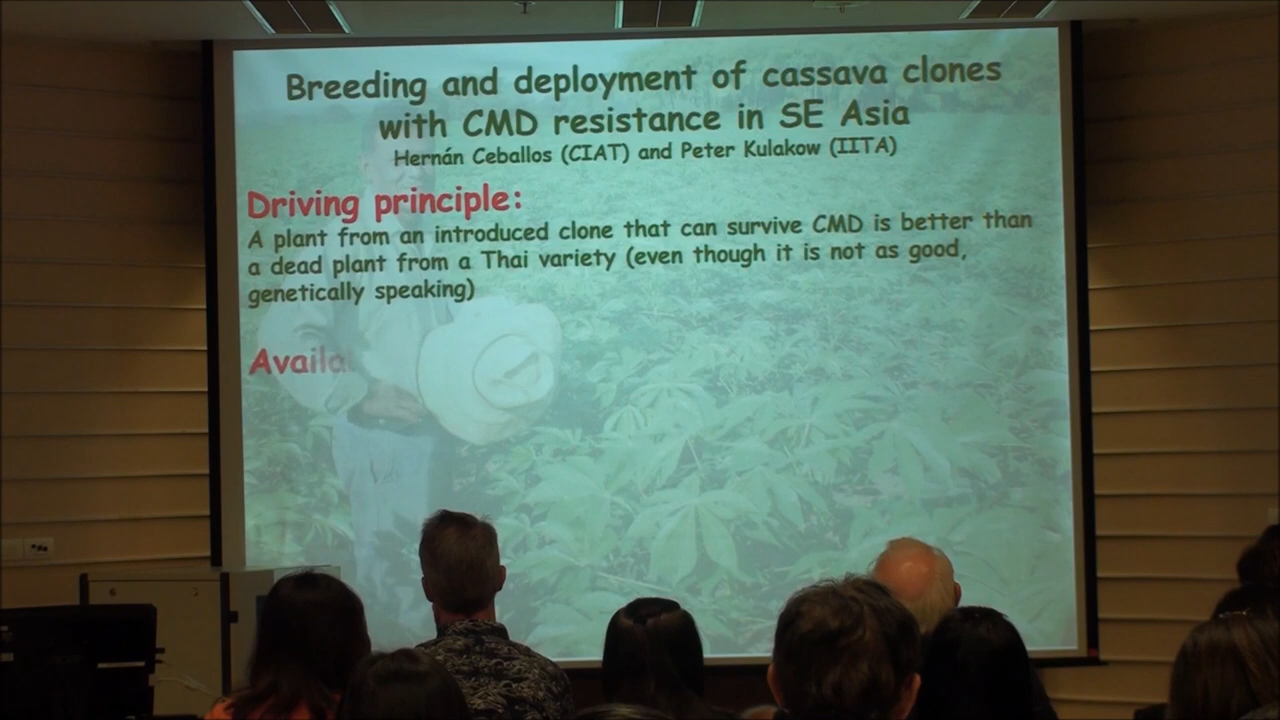 Breeding and deployment of cassava clones
with CMD resistance in SE Asia
Hernán Ceballos (CIAT) and Peter Kulakow (IITA)
Driving principle:
A plant from an introduced clone that can survive CMD is better than
a dead plant from a Thai variety (even though it is not as good,
genetically speaking)
Availa